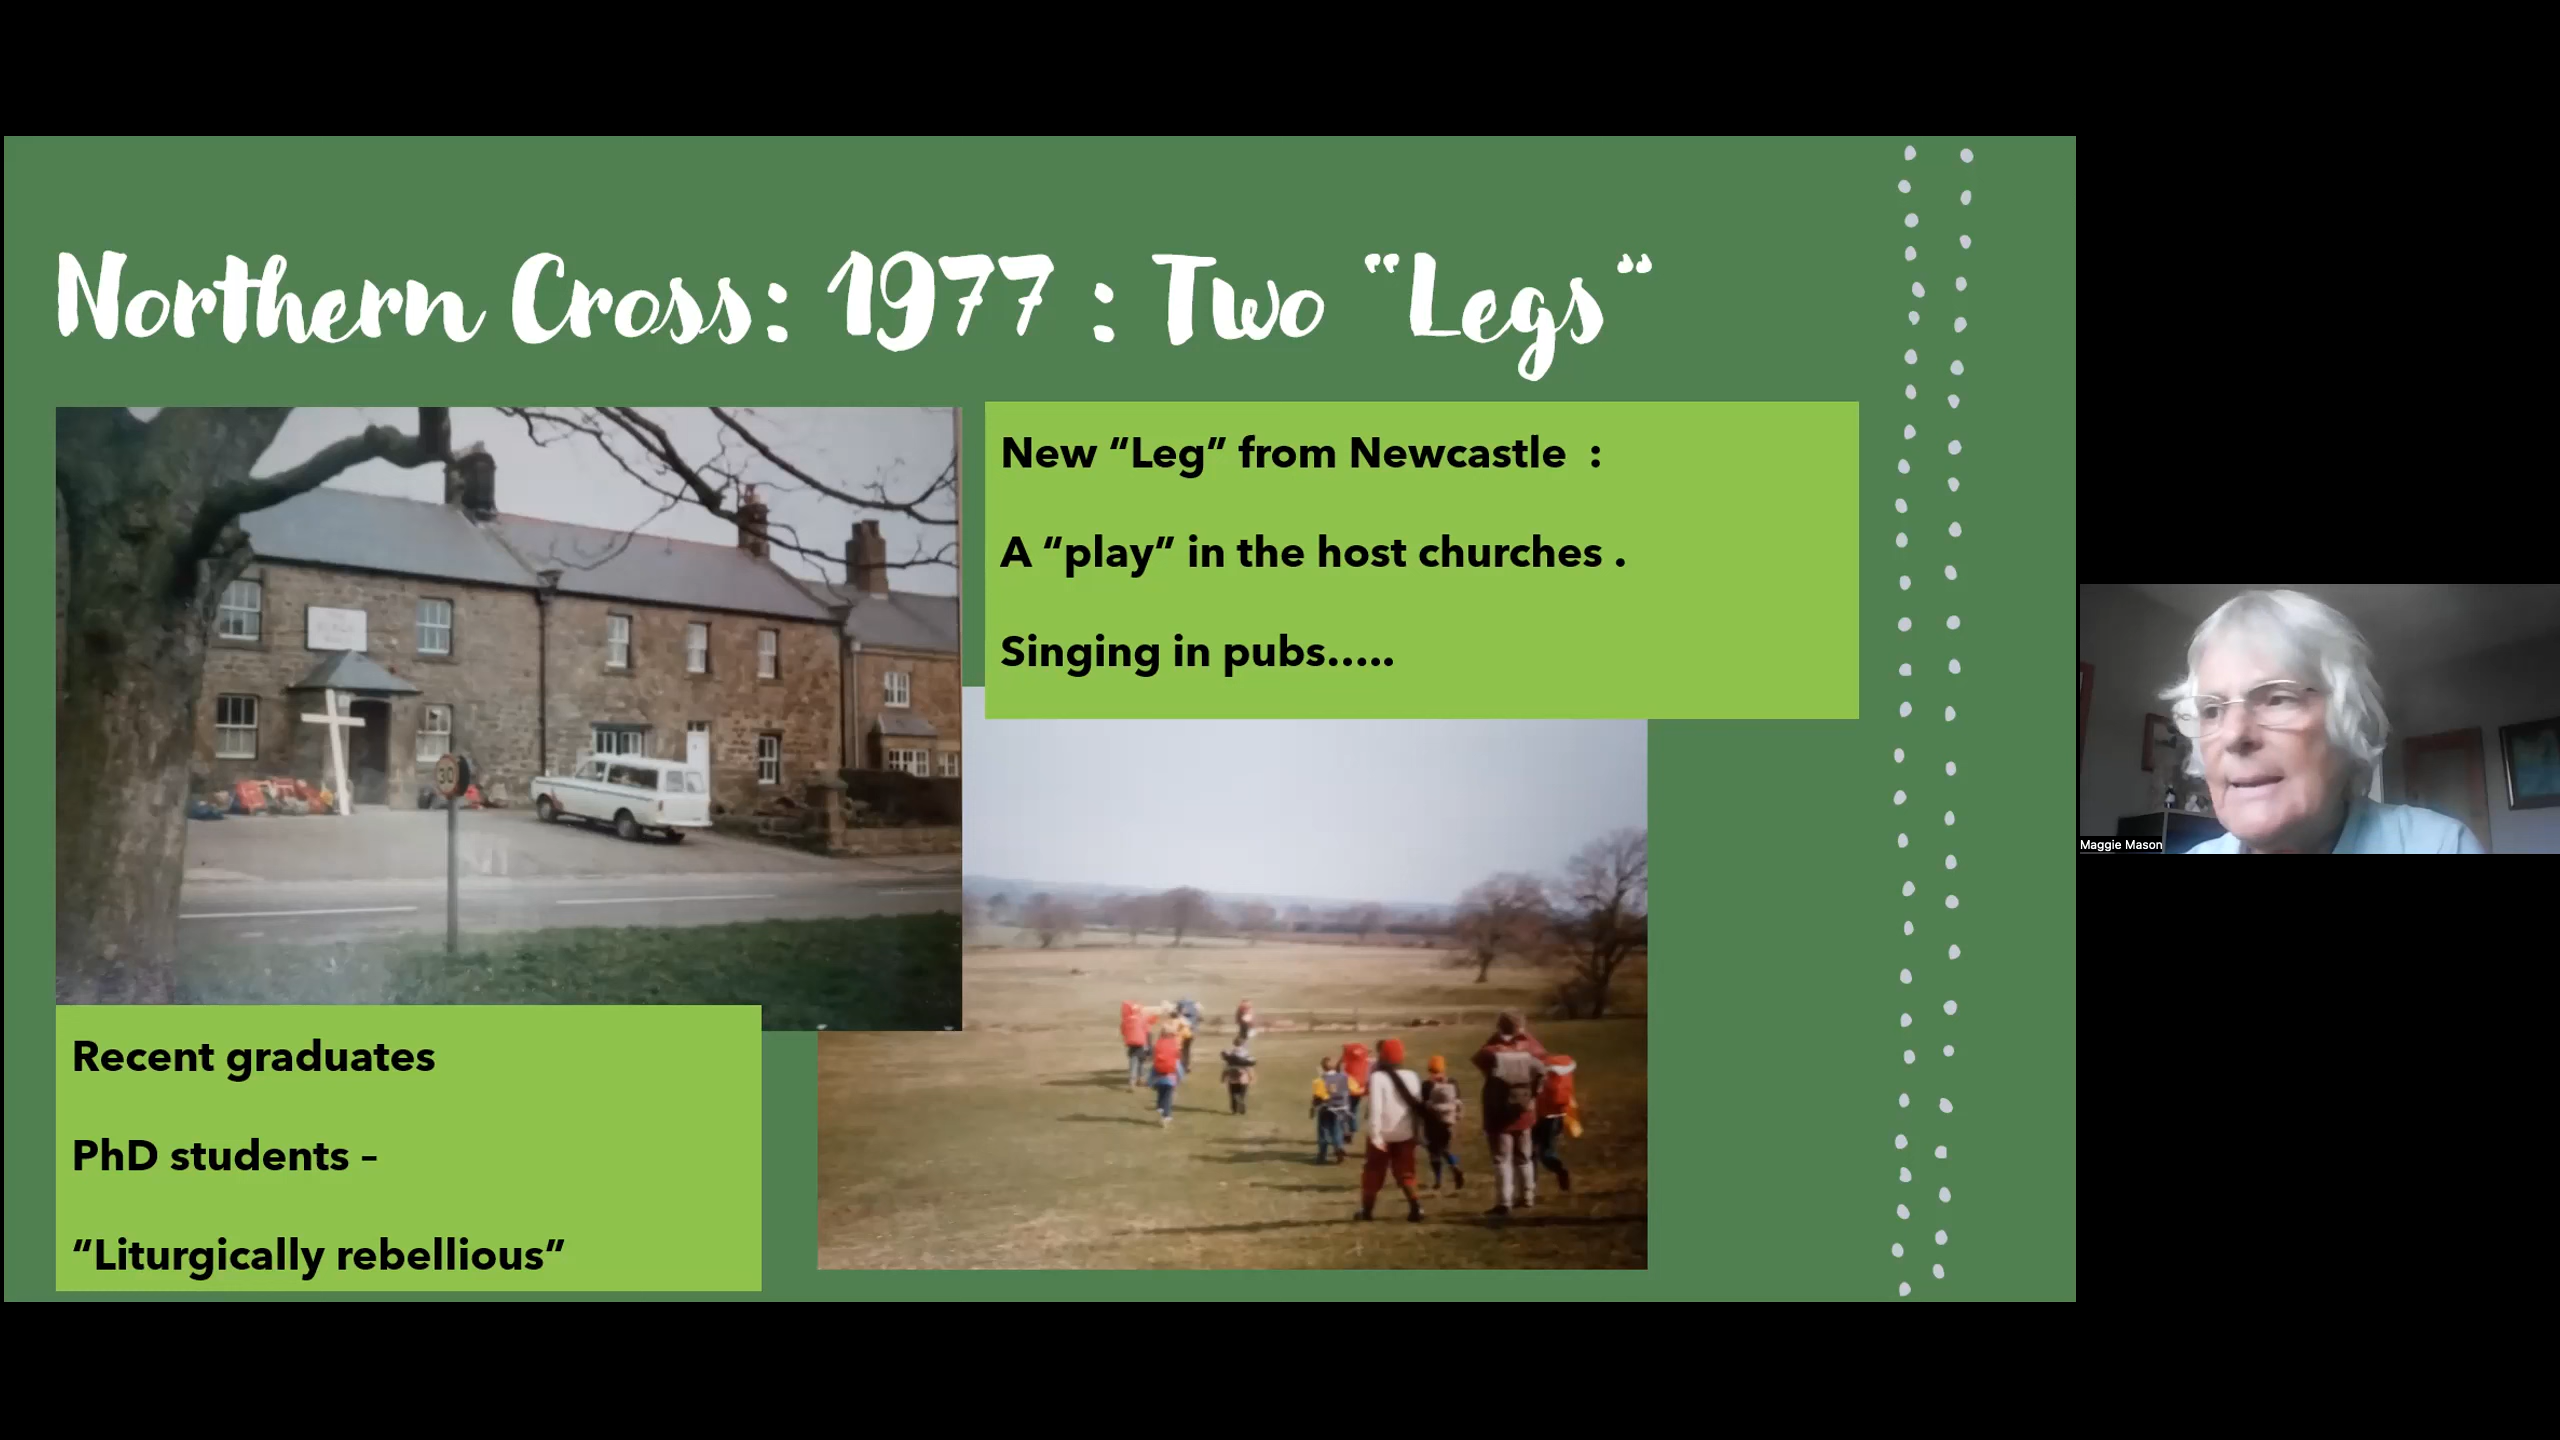 Northern Cross: 1977 : Two “Legs“
New “Leg” from Newcastle :
A “play” in the host churches .
Singing in pubs…..
30
Recent graduates
PhD students –
“Liturgically rebellious”
Maggie Mason